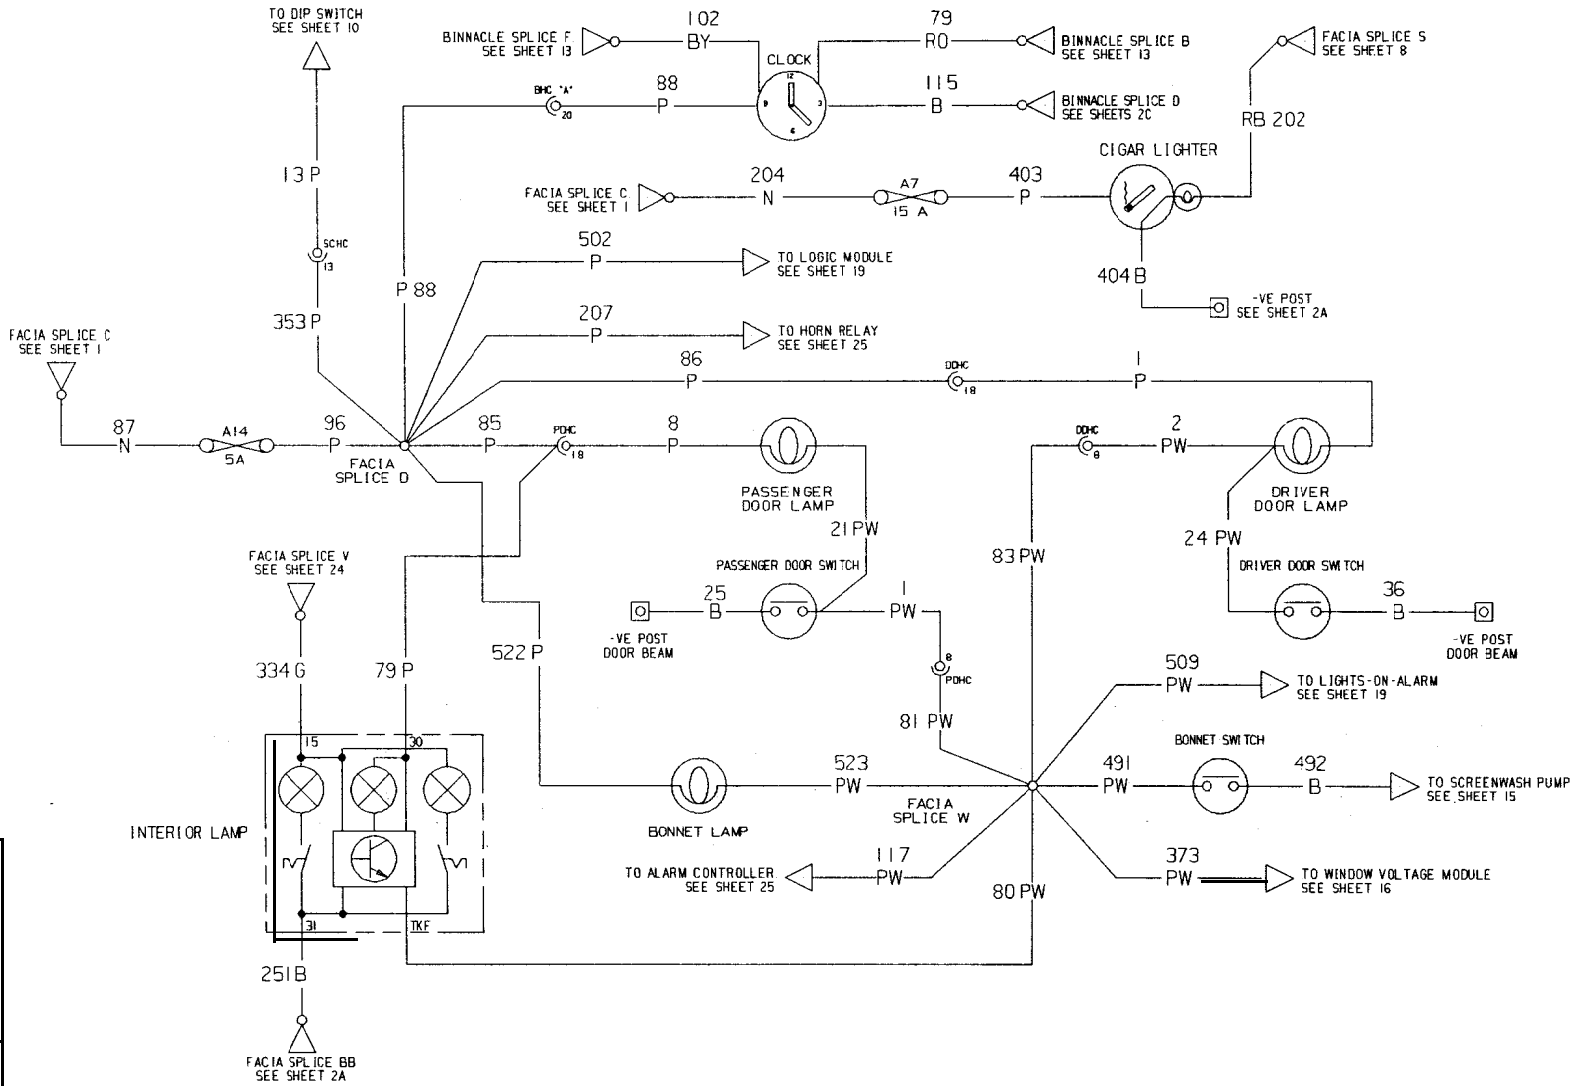 TO DIP SWITCH
SEE SHEET 10
BINNACLE SPLICE F
SEE SHEET 13
102
BY
CLOCK
12
3
6
9
79
RO
BINNACLE SPLICE B
SEE SHEET 13
FACIA SPLICE S
SEE SHEET 8
BHC "A"
20
88
P
115
B
BINNACLE SPLICE D
SEE SHEETS 2C
RB 202
CIGAR LIGHTER
13 P
FACIA SPLICE C
SEE SHEET 1
204
N
A7
15 A
403
P
SCHC
13
502
P
TO LOGIC MODULE
SEE SHEET 19
404 B
-VE POST
SEE SHEET 2A
P 88
353 P
207
P
TO HORN RELAY
SEE SHEET 25
FACIA SPLICE C
SEE SHEET 1
86
P
DDHC
18
1
P
87
N
A14
5A
96
P
FACIA
SPLICE D
85
P
PDHC
18
8
P
PASSENGER
DOOR LAMP
DDHC
8
2
PW
DRIVER
DOOR LAMP
21 PW
83 PW
24 PW
FACIA SPLICE V
SEE SHEET 24
PASSENGER DOOR SWITCH
DRIVER DOOR SWITCH
-VE POST
DOOR BEAM
25
B
1
PW
36
B
-VE POST
DOOR BEAM
334 G
79 P
522 P
8
PDHC
509
PW
TO LIGHTS-ON-ALARM
SEE SHEET 19
81 PW
BONNET SWITCH
15
30
BONNET LAMP
523
PW
FACIA
SPLICE W
491
PW
492
B
TO SCREENWASH PUMP
SEE SHEET 15
INTERIOR LAMP
TO ALARM CONTROLLER
SEE SHEET 25
117
PW
80 PW
373
PW
TO WINDOW VOLTAGE MODULE
SEE SHEET 16
31
TKF
251 B
FACIA SPLICE BB
SEE SHEET 2A